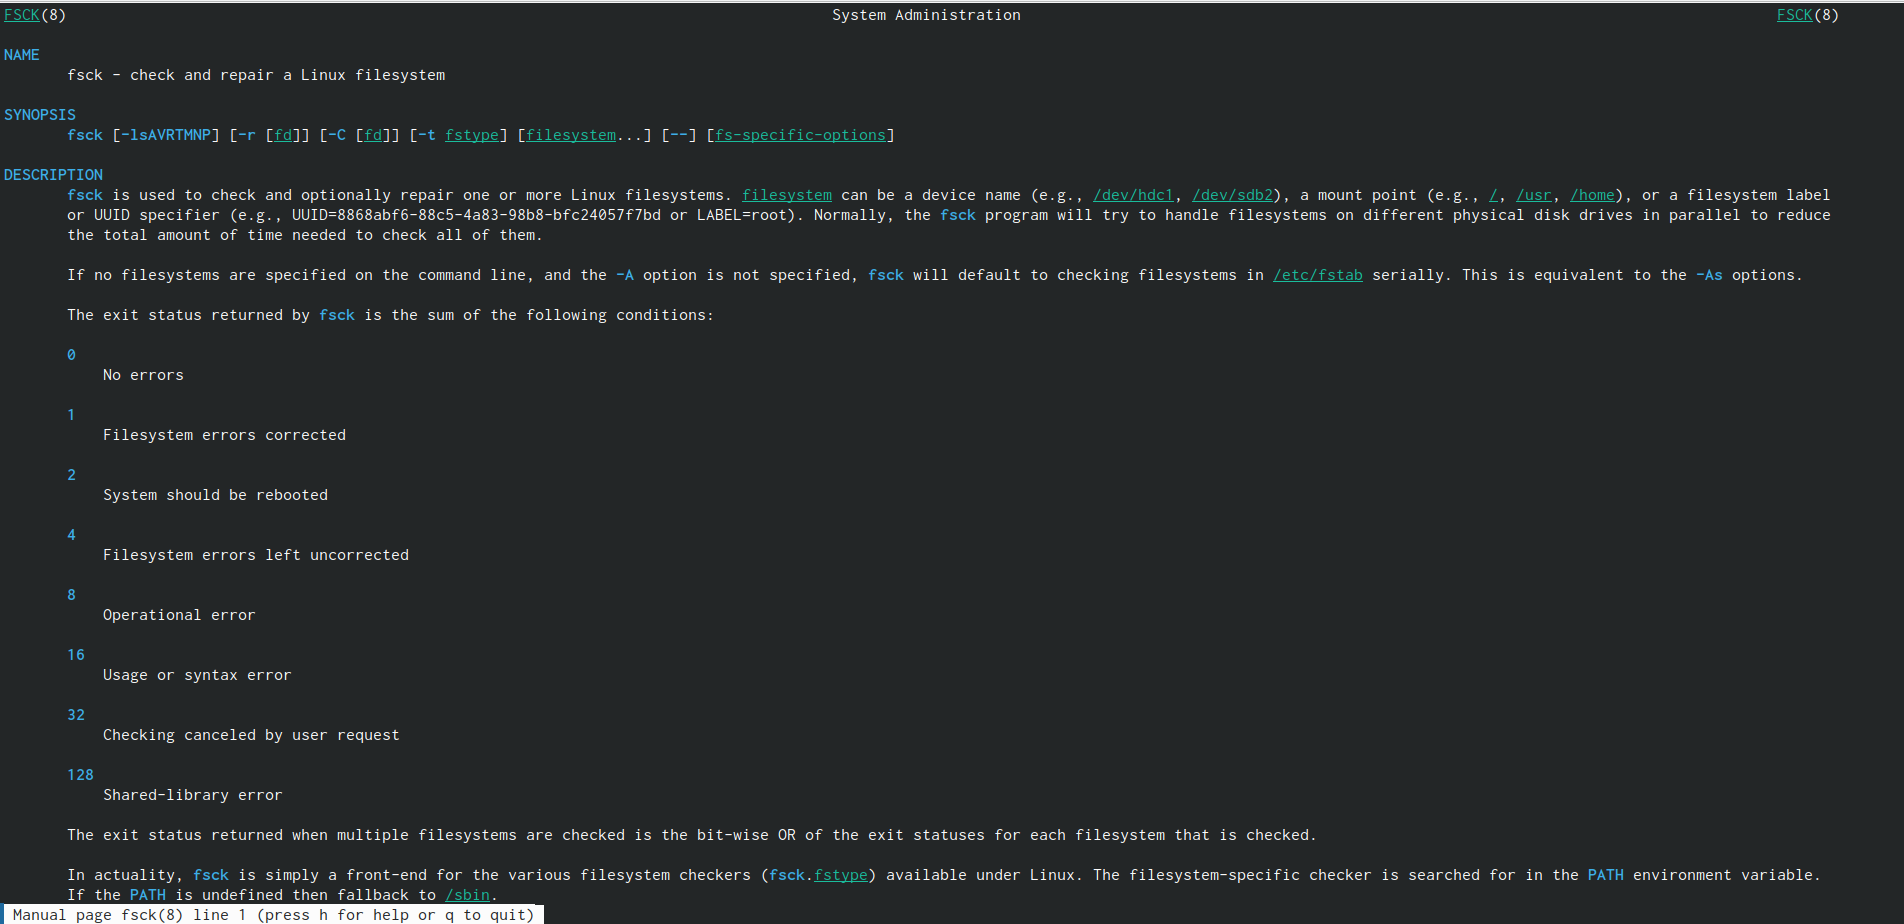 FSCK(8) System Administration FSCK(8)
NAME
fsck - check and repair a Linux filesystem
SYNOPSIS
fsck [-lsAVRTMNP] [-r [fd]] [-C [fd]] [-t fstype] [filesystem...] [--] [fs-specific-options]
DESCRIPTION
fsck is used to check and optionally repair one or more Linux filesystems. filesystem can be a device name (e.g., /dev/hdc1, /dev/sdb2), a mount point (e.g., /, /usr, /home), or a filesystem label
or UUID specifier (e.g., UUID=8868abf6-88c5-4a83-98b8-bfc24057f7bd or LABEL=root). Normally, the fsck program will try to handle filesystems on different physical disk drives in parallel to reduce
the total amount of time needed to check all of them.
If no filesystems are specified on the command line, and the -A option is not specified, fsck will default to checking filesystems in /etc/fstab serially. This is equivalent to the -As options.
The exit status returned by fsck is the sum of the following conditions:
0
No errors
1
Filesystem errors corrected
2
System should be rebooted
4
Filesystem errors left uncorrected
8
Operational error
16
Usage or syntax error
32
Checking canceled by user request
128
Shared-library error
The exit status returned when multiple filesystems are checked is the bit-wise OR of the exit statuses for each filesystem that is checked.
In actuality, fsck is simply a front-end for the various filesystem checkers (fsck.fstype) available under Linux. The filesystem-specific checker is searched for in the PATH environment variable.
If the PATH is undefined then fallback to /sbin.
Manual page fsck(8) line 1 (press h for help or q to quit)